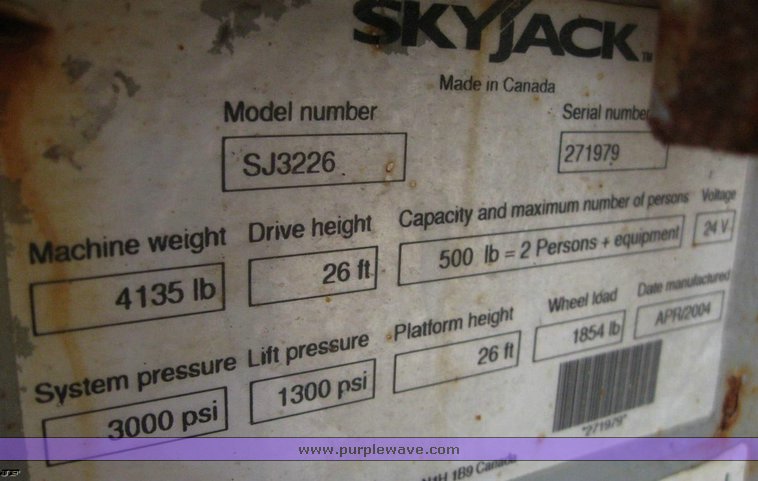 SKYJACK™
Made in Canada
Model number
SJ3226
Serial number
271979
Machine weight
4135 lb
Drive height
26 ft
Capacity and maximum number of persons
500 lb = 2 Persons + equipment
Voltage
24 V
System pressure
3000 psi
Lift pressure
1300 psi
Platform height
26 ft
Wheel load
1854 lb
Date manufactured
APR/2004
*271979*
www.purplewave.com
1B9 Canada